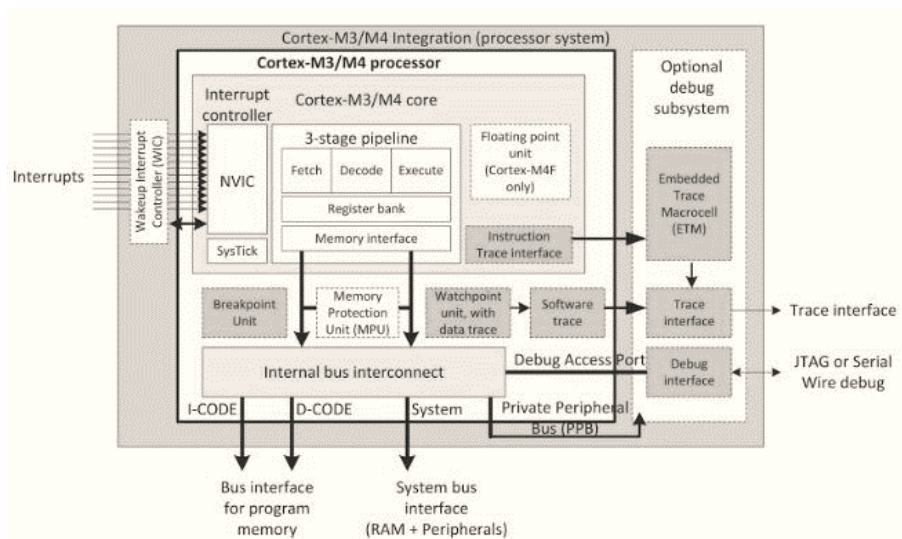 Cortex-M3/M4 Integration (processor system)
Cortex-M3/M4 processor
Optional
debug
subsystem
Interrupt
controller
Cortex-M3/M4 core
Interrupts
Wakeup Interrupt
Controller (WIC)
NVIC
SysTick
3-stage pipeline
Fetch
Decode
Execute
Register bank
Memory interface
Floating point
unit
(Cortex-M4F
only)
Instruction
Trace interface
Embedded
Trace
Macrocell
(ETM)
Breakpoint
Unit
Memory
Protection
Unit (MPU)
Watchpoint
unit, with
data trace
Software
trace
Trace
interface
Trace interface
Internal bus interconnect
Debug Access Port
Debug
interface
JTAG or Serial
Wire debug
I-CODE
D-CODE
System
Private Peripheral
Bus (PPB)
Bus interface
for program
memory
System bus
interface
(RAM + Peripherals)